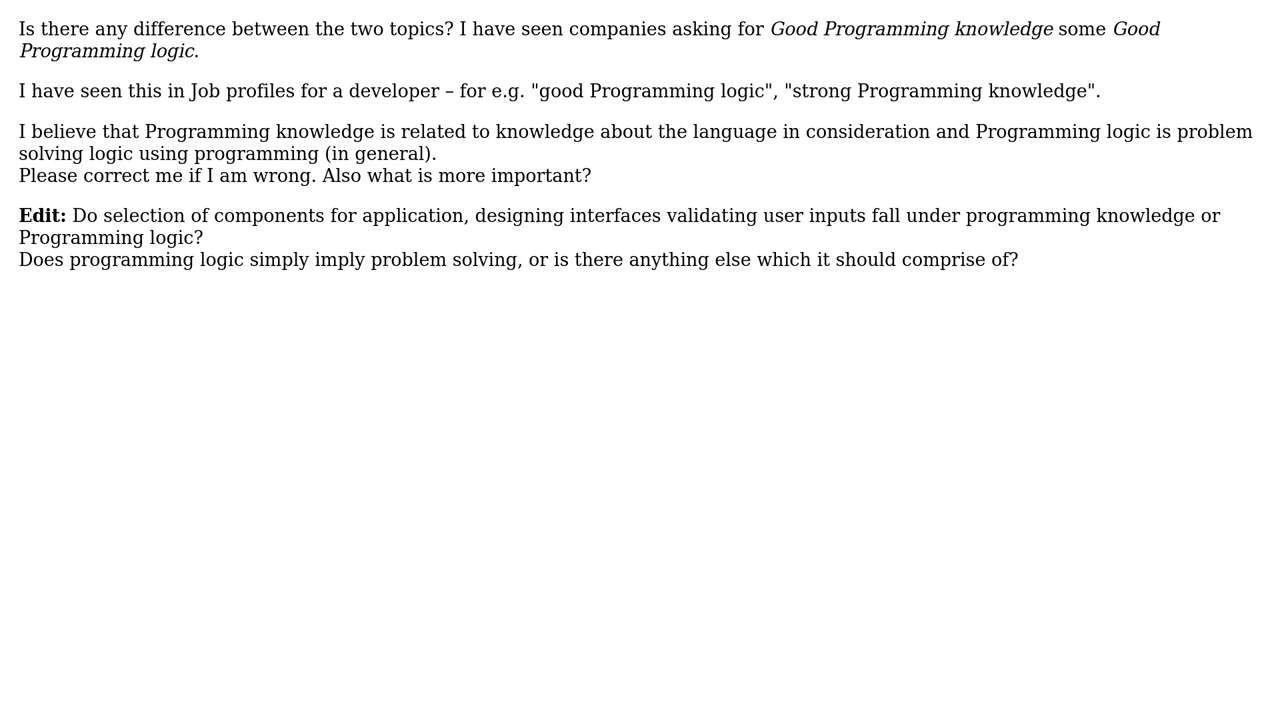 Is there any difference between the two topics? I have seen companies asking for Good Programming knowledge some Good
Programming logic.
I have seen this in Job profiles for a developer – for e.g. "good Programming logic", "strong Programming knowledge".
I believe that Programming knowledge is related to knowledge about the language in consideration and Programming logic is problem
solving logic using programming (in general).
Please correct me if I am wrong. Also what is more important?
Edit: Do selection of components for application, designing interfaces validating user inputs fall under programming knowledge or
Programming logic?
Does programming logic simply imply problem solving, or is there anything else which it should comprise of?